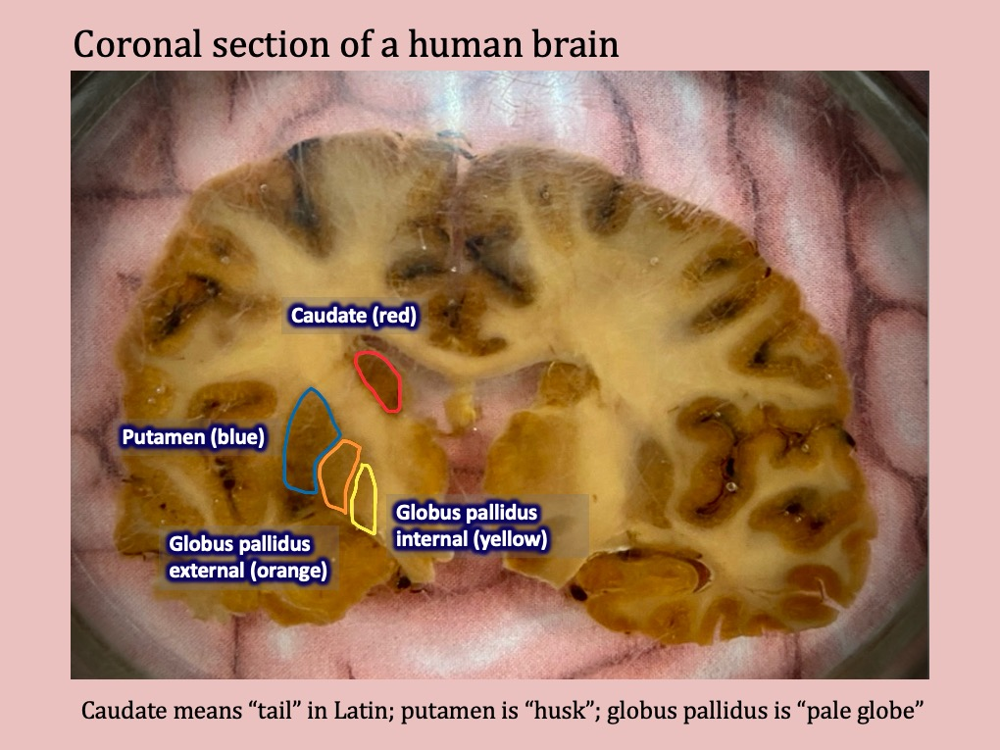 Coronal section of a human brain
Caudate (red)
Putamen (blue)
Globus pallidus
internal (yellow)
Globus pallidus
external (orange)
Caudate means “tail” in Latin; putamen is “husk”; globus pallidus is “pale globe”